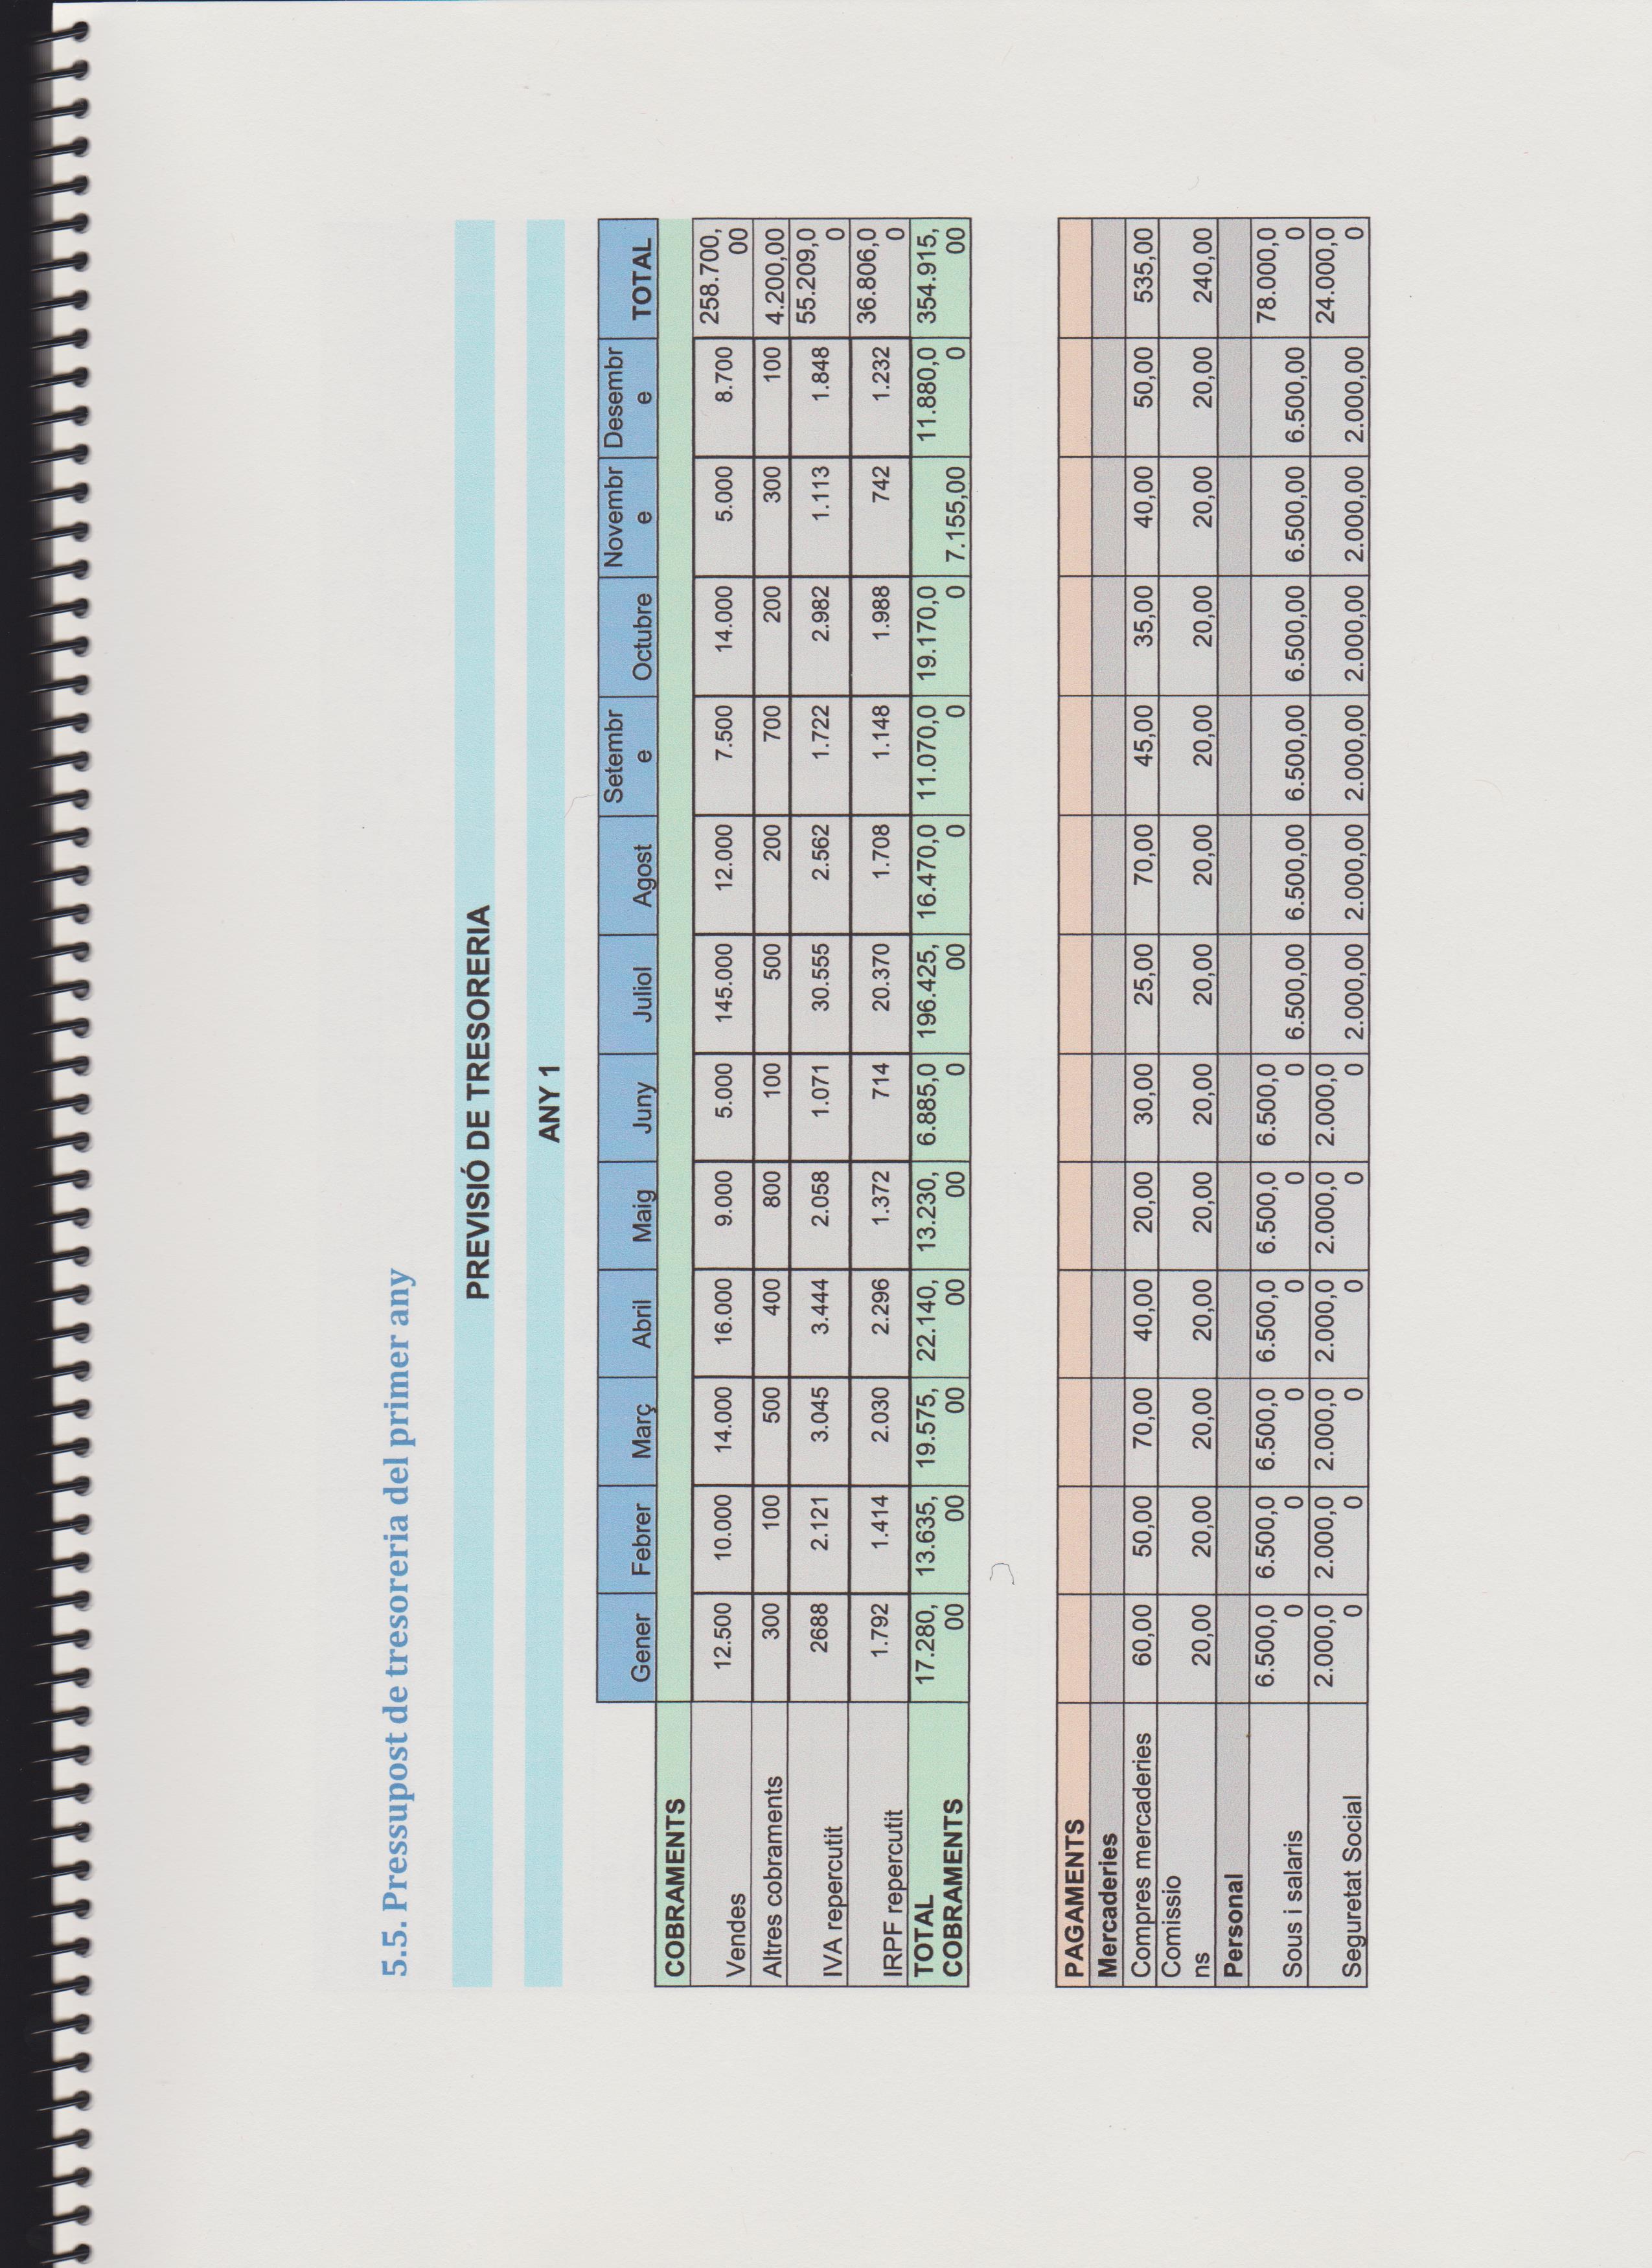 5.5. Pressupost de tresoreria del primer any
PREVISIÓ DE TRESORERIA
ANY 1
Gener Febrer Març Abril Maig Juny Juliol Agost Setembre Octubre Novembre Desembre TOTAL
COBRAMENTS
Vendes 12.500 10.000 14.000 16.000 9.000 5.000 145.000 12.000 7.500 14.000 5.000 8.700 258.700,00
Altres cobraments 300 100 500 400 800 100 500 200 700 200 300 100 4.200,00
IVA repercutit 2688 2.121 3.045 3.444 2.058 1.071 30.555 2.562 1.722 2.982 1.113 1.848 55.209,00
IRPF repercutit 1.792 1.414 2.030 2.296 1.372 714 20.370 1.708 1.148 1.988 742 1.232 36.806,00
TOTAL COBRAMENTS 17.280,00 13.635,00 19.575,00 22.140,00 13.230,00 6.885,00 196.425,00 16.470,00 11.070,00 19.170,00 7.155,00 11.880,00 354.915,00
PAGAMENTS
Mercaderies
Compres mercaderies 60,00 50,00 70,00 40,00 20,00 30,00 25,00 70,00 45,00 35,00 40,00 50,00 535,00
Comissions 20,00 20,00 20,00 20,00 20,00 20,00 20,00 20,00 20,00 20,00 20,00 20,00 240,00
Personal
Sous i salaris 6.500,00 6.500,00 6.500,00 6.500,00 6.500,00 6.500,00 6.500,00 6.500,00 6.500,00 6.500,00 6.500,00 6.500,00 78.000,00
Seguretat Social 2.000,00 2.000,00 2.000,00 2.000,00 2.000,00 2.000,00 2.000,00 2.000,00 2.000,00 2.000,00 2.000,00 2.000,00 24.000,00